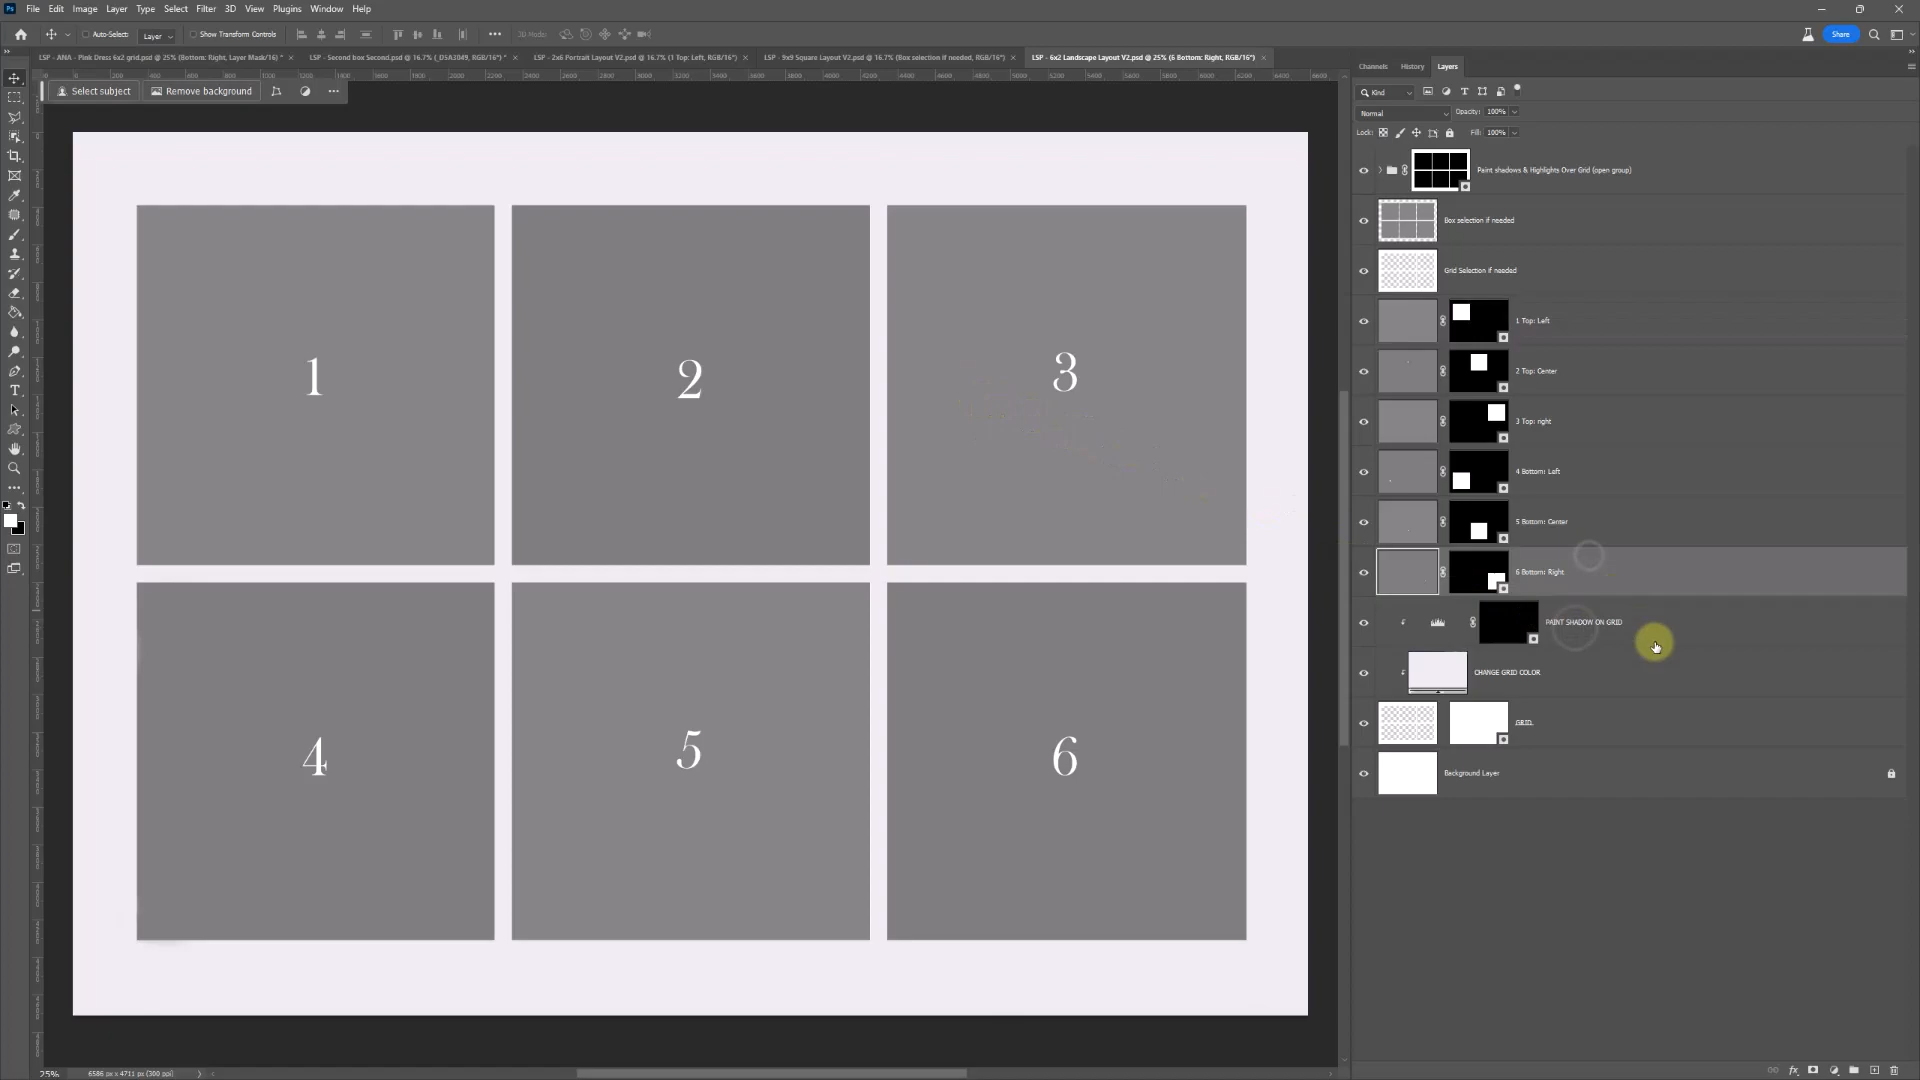 Ps File Edit Image Layer Type Select Filter 3D View Plugins Window Help
Auto-Select: Layer Show Transform Controls 3D Mode: Share
LSP - ANA - Pink Dress 6x2 grid.psd @ 25% (Bottom: Right, Layer Mask/16) * ×
LSP - Second box Second.psd @ 16.7% (_DSA3049, RGB/16*) * ×
LSP - 2x6 Portrait Layout V2.psd @ 16.7% (1 Top: Left, RGB/16*) ×
LSP - 9x9 Square Layout V2.psd @ 16.7% (Box selection if needed, RGB/16*) ×
LSP - 6x2 Landscape Layout V2.psd @ 25% (6 Bottom: Right, RGB/16*) ×
Select subject Remove background
Channels History Layers
Kind
Normal Opacity: 100%
Lock: Fill: 100%
Paint shadows & Highlights Over Grid (open group)
Box selection if needed
Grid Selection if needed
1 Top: Left
2 Top: Center
3 Top: right
4 Bottom: Left
5 Bottom: Center
6 Bottom: Right
PAINT SHADOW ON GRID
CHANGE GRID COLOR
GRID
Background Layer
1 2 3
4 5 6
25% 6586 px x 4711 px (300 ppi)